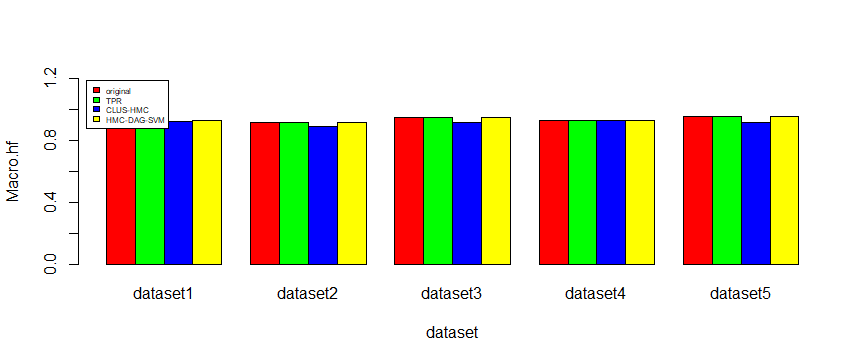 1.2
0.8
0.4
0.0
Macro.hf
original
TPR
CLUS-HMC
HMC-DAG-SVM
dataset1 dataset2 dataset3 dataset4 dataset5
dataset